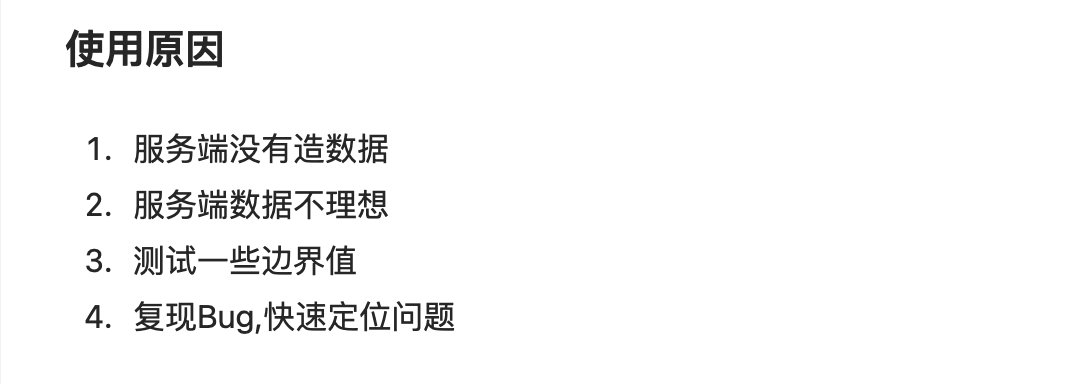 使用原因
1. 服务端没有造数据
2. 服务端数据不理想
3. 测试一些边界值
4. 复现Bug,快速定位问题